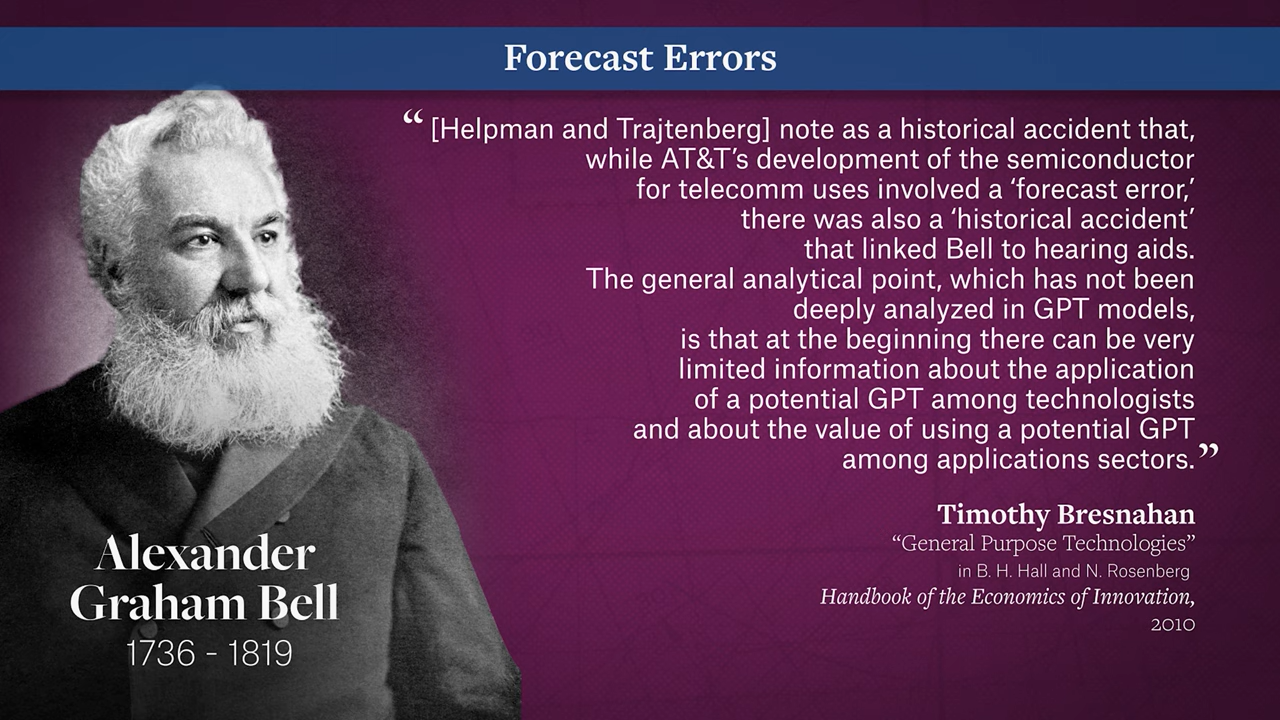 Forecast Errors
“ [Helpman and Trajtenberg] note as a historical accident that,
while AT&T’s development of the semiconductor
for telecomm uses involved a ‘forecast error,’
there was also a ‘historical accident’
that linked Bell to hearing aids.
The general analytical point, which has not been
deeply analyzed in GPT models,
is that at the beginning there can be very
limited information about the application
of a potential GPT among technologists
and about the value of using a potential GPT
among applications sectors.”
Timothy Bresnahan
“General Purpose Technologies”
in B. H. Hall and N. Rosenberg
Handbook of the Economics of Innovation,
2010
Alexander
Graham Bell
1736 - 1819